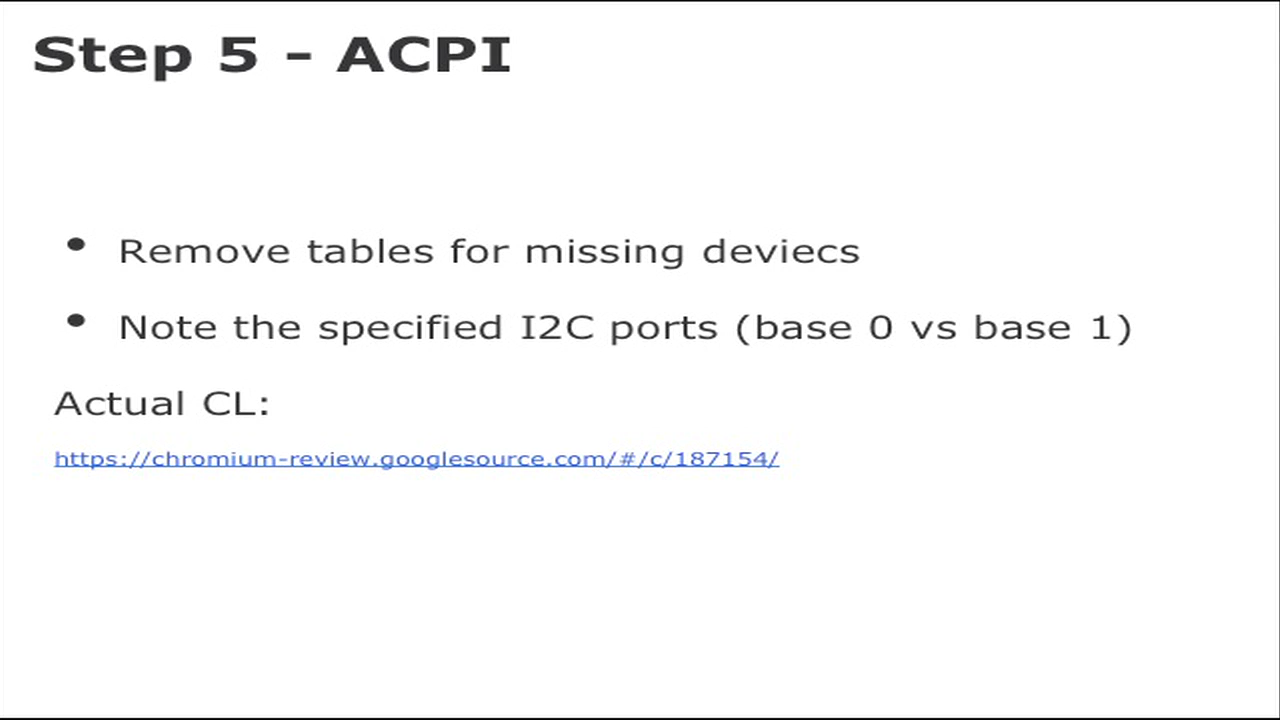 Step 5 - ACPI
• Remove tables for missing deviecs
• Note the specified I2C ports (base 0 vs base 1)
Actual CL:
https://chromium-review.googlesource.com/#/c/187154/